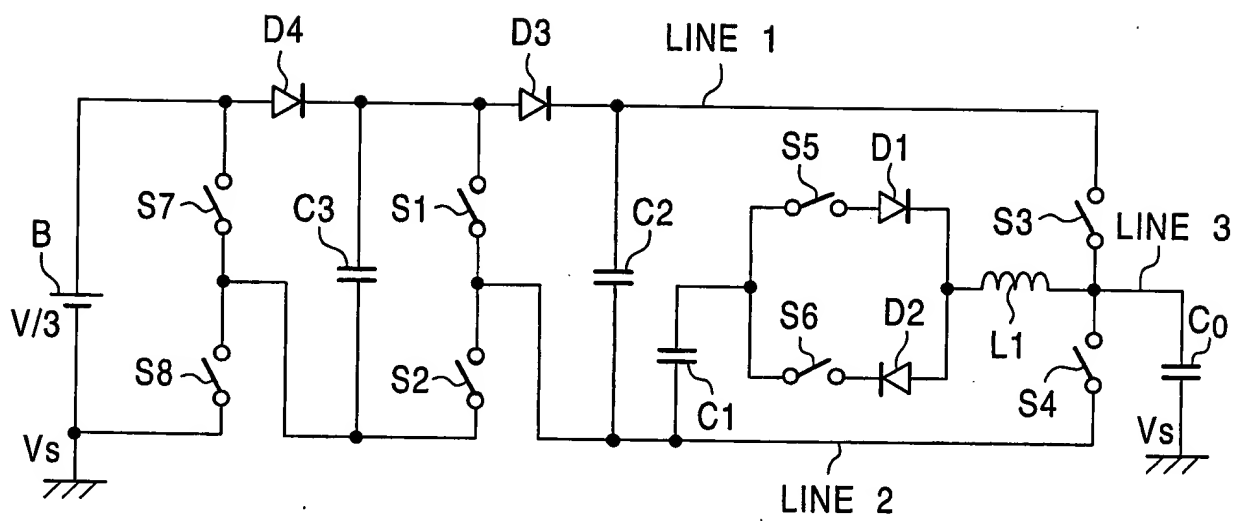 D4
D3
LINE 1
S5
D1
S7
C3
S1
C2
S3
LINE 3
B
V/3
S6
D2
L1
C0
S8
S2
C1
S4
Vs
Vs
LINE 2